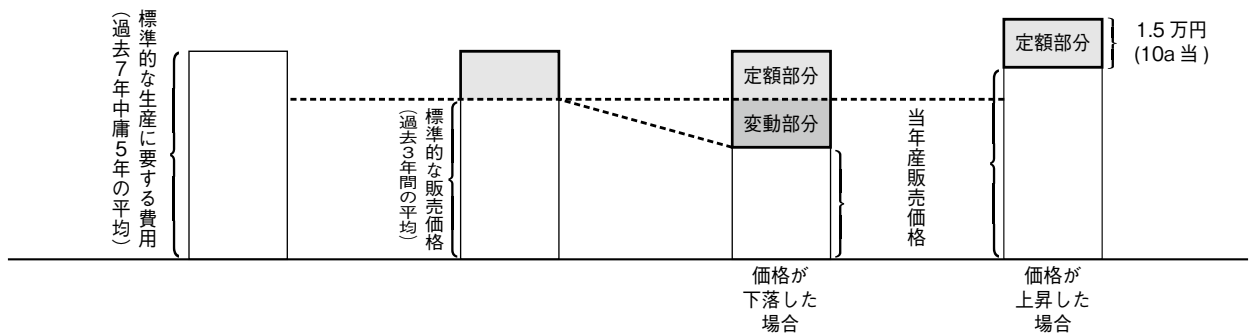 標準的な生産に要する費用
（過去７年中庸５年の平均）
標準的な販売価格
（過去３年間の平均）
定額部分
変動部分
価格が
下落した
場合
当年産販売価格
定額部分
1.5 万円
(10a 当 )
価格が
上昇した
場合